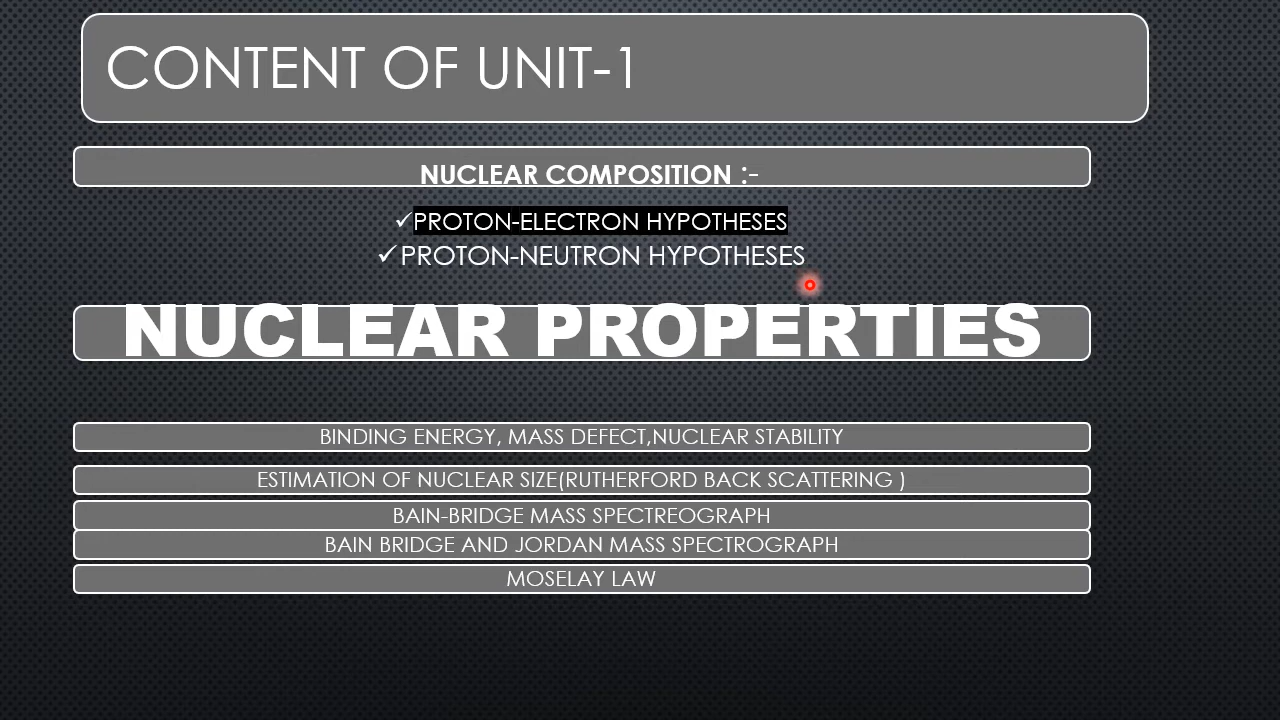 CONTENT OF UNIT-1
NUCLEAR COMPOSITION :-
✓PROTON-ELECTRON HYPOTHESES
✓PROTON-NEUTRON HYPOTHESES
NUCLEAR PROPERTIES
BINDING ENERGY, MASS DEFECT,NUCLEAR STABILITY
ESTIMATION OF NUCLEAR SIZE(RUTHERFORD BACK SCATTERING )
BAIN-BRIDGE MASS SPECTREOGRAPH
BAIN BRIDGE AND JORDAN MASS SPECTROGRAPH
MOSELAY LAW